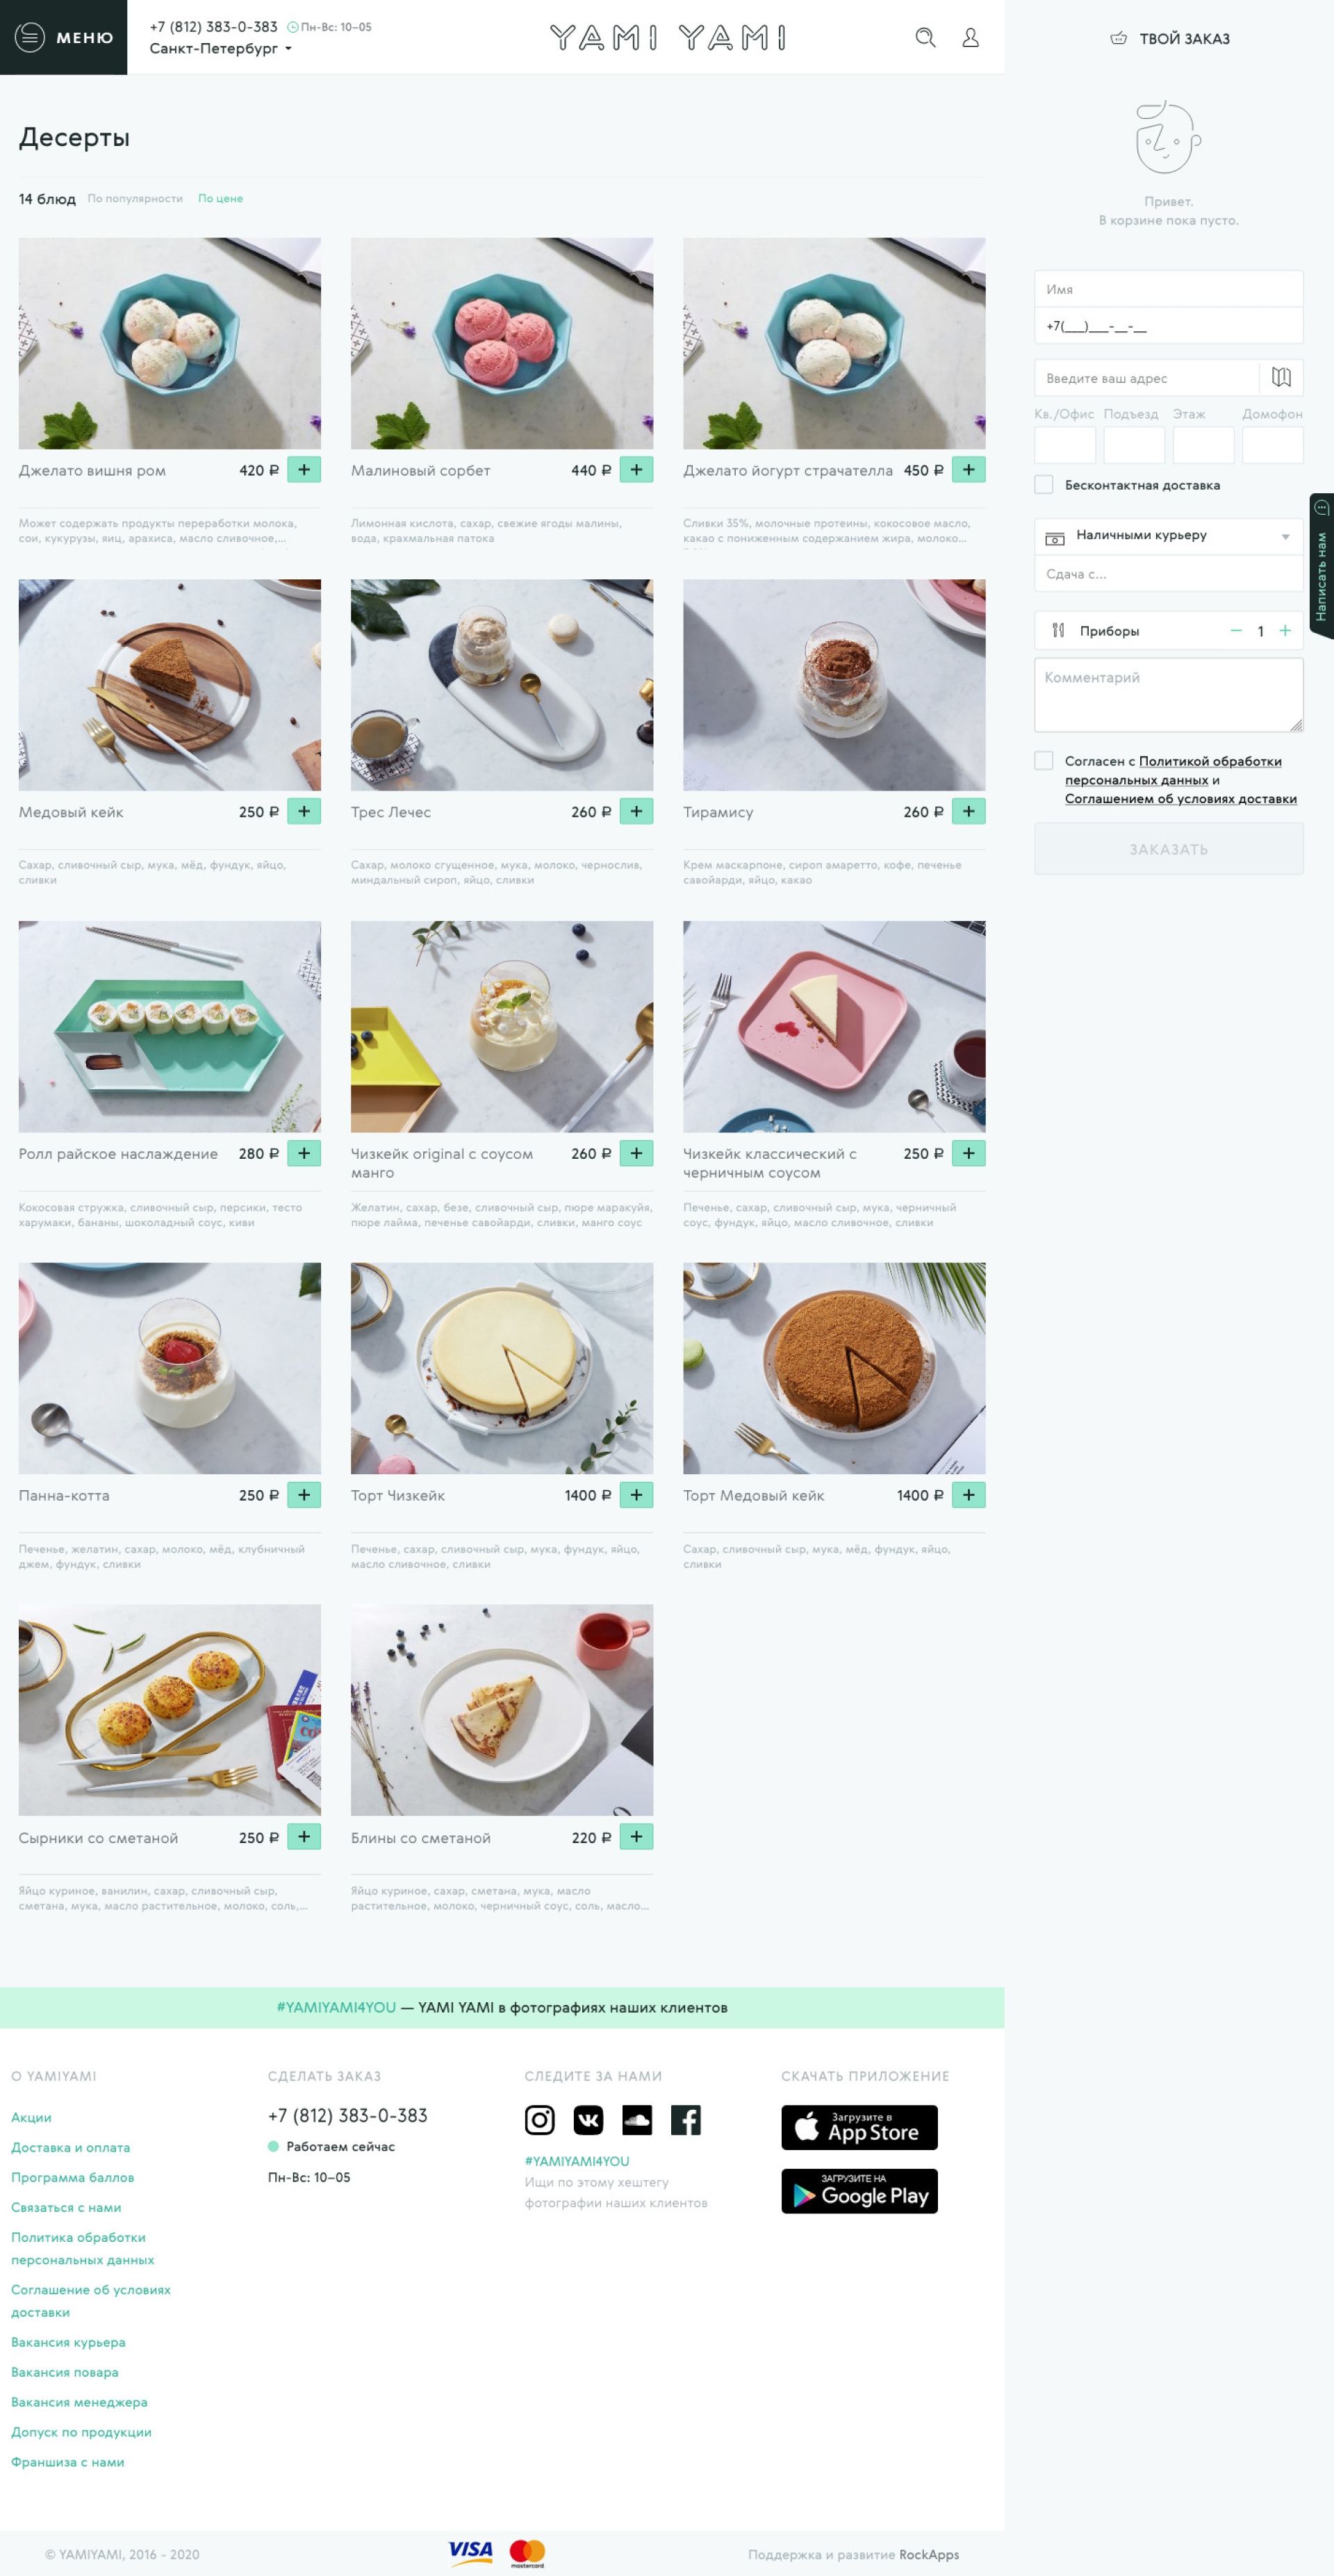 МЕНЮ
+7 (812) 383-0-383 Пн-Вс: 10–05
Санкт-Петербург
YAMI YAMI
ТВОЙ ЗАКАЗ
Десерты
14 блюд По популярности По цене
Джелато вишня ром 420 ₽ +
Может содержать продукты переработки молока,
сои, кукурузы, яиц, арахиса, масло сливочное,...
Малиновый сорбет 440 ₽ +
Лимонная кислота, сахар, свежие ягоды малины,
вода, крахмальная патока
Джелато йогурт страчателла 450 ₽ +
Сливки 35%, молочные протеины, кокосовое масло,
какао с пониженным содержанием жира, молоко...
Медовый кейк 250 ₽ +
Сахар, сливочный сыр, мука, мёд, фундук, яйцо,
сливки
Трес Лечес 260 ₽ +
Сахар, молоко сгущенное, мука, молоко, чернослив,
миндальный сироп, яйцо, сливки
Тирамису 260 ₽ +
Крем маскарпоне, сироп амаретто, кофе, печенье
савойарди, яйцо, какао
Ролл райское наслаждение 280 ₽ +
Кокосовая стружка, сливочный сыр, персики, тесто
харумаки, бананы, шоколадный соус, киви
Чизкейк original с соусом
манго 260 ₽ +
Желатин, сахар, безе, сливочный сыр, пюре маракуйя,
пюре лайма, печенье савойарди, сливки, манго соус
Чизкейк классический с
черничным соусом 250 ₽ +
Печенье, сахар, сливочный сыр, мука, черничный
соус, фундук, яйцо, масло сливочное, сливки
Панна-котта 250 ₽ +
Печенье, желатин, сахар, молоко, мёд, клубничный
джем, фундук, сливки
Торт Чизкейк 1400 ₽ +
Печенье, сахар, сливочный сыр, мука, фундук, яйцо,
масло сливочное, сливки
Торт Медовый кейк 1400 ₽ +
Сахар, сливочный сыр, мука, мёд, фундук, яйцо,
сливки
Сырники со сметаной 250 ₽ +
Яйцо куриное, ванилин, сахар, сливочный сыр,
сметана, мука, масло растительное, молоко, соль,...
Блины со сметаной 220 ₽ +
Яйцо куриное, сахар, сметана, мука, масло
растительное, молоко, черничный соус, соль, масло...
Привет.
В корзине пока пусто.
Имя
+7(___)___-__-__
Введите ваш адрес
Кв./Офис Подъезд Этаж Домофон
Бесконтактная доставка
Наличными курьеру
Сдача с...
Приборы − 1 +
Комментарий
Согласен с Политикой обработки
персональных данных и
Соглашением об условиях доставки
ЗАКАЗАТЬ
Написать нам
#YAMIYAMI4YOU — YAMI YAMI в фотографиях наших клиентов
О YAMIYAMI
Акции
Доставка и оплата
Программа баллов
Связаться с нами
Политика обработки
персональных данных
Соглашение об условиях
доставки
Вакансия курьера
Вакансия повара
Вакансия менеджера
Допуск по продукции
Франшиза с нами
СДЕЛАТЬ ЗАКАЗ
+7 (812) 383-0-383
Работаем сейчас
Пн-Вс: 10–05
СЛЕДИТЕ ЗА НАМИ
#YAMIYAMI4YOU
Ищи по этому хештегу
фотографии наших клиентов
СКАЧАТЬ ПРИЛОЖЕНИЕ
Загрузите в
App Store
ЗАГРУЗИТЕ НА
Google Play
© YAMIYAMI, 2016 - 2020
VISA
mastercard
Поддержка и развитие RockApps